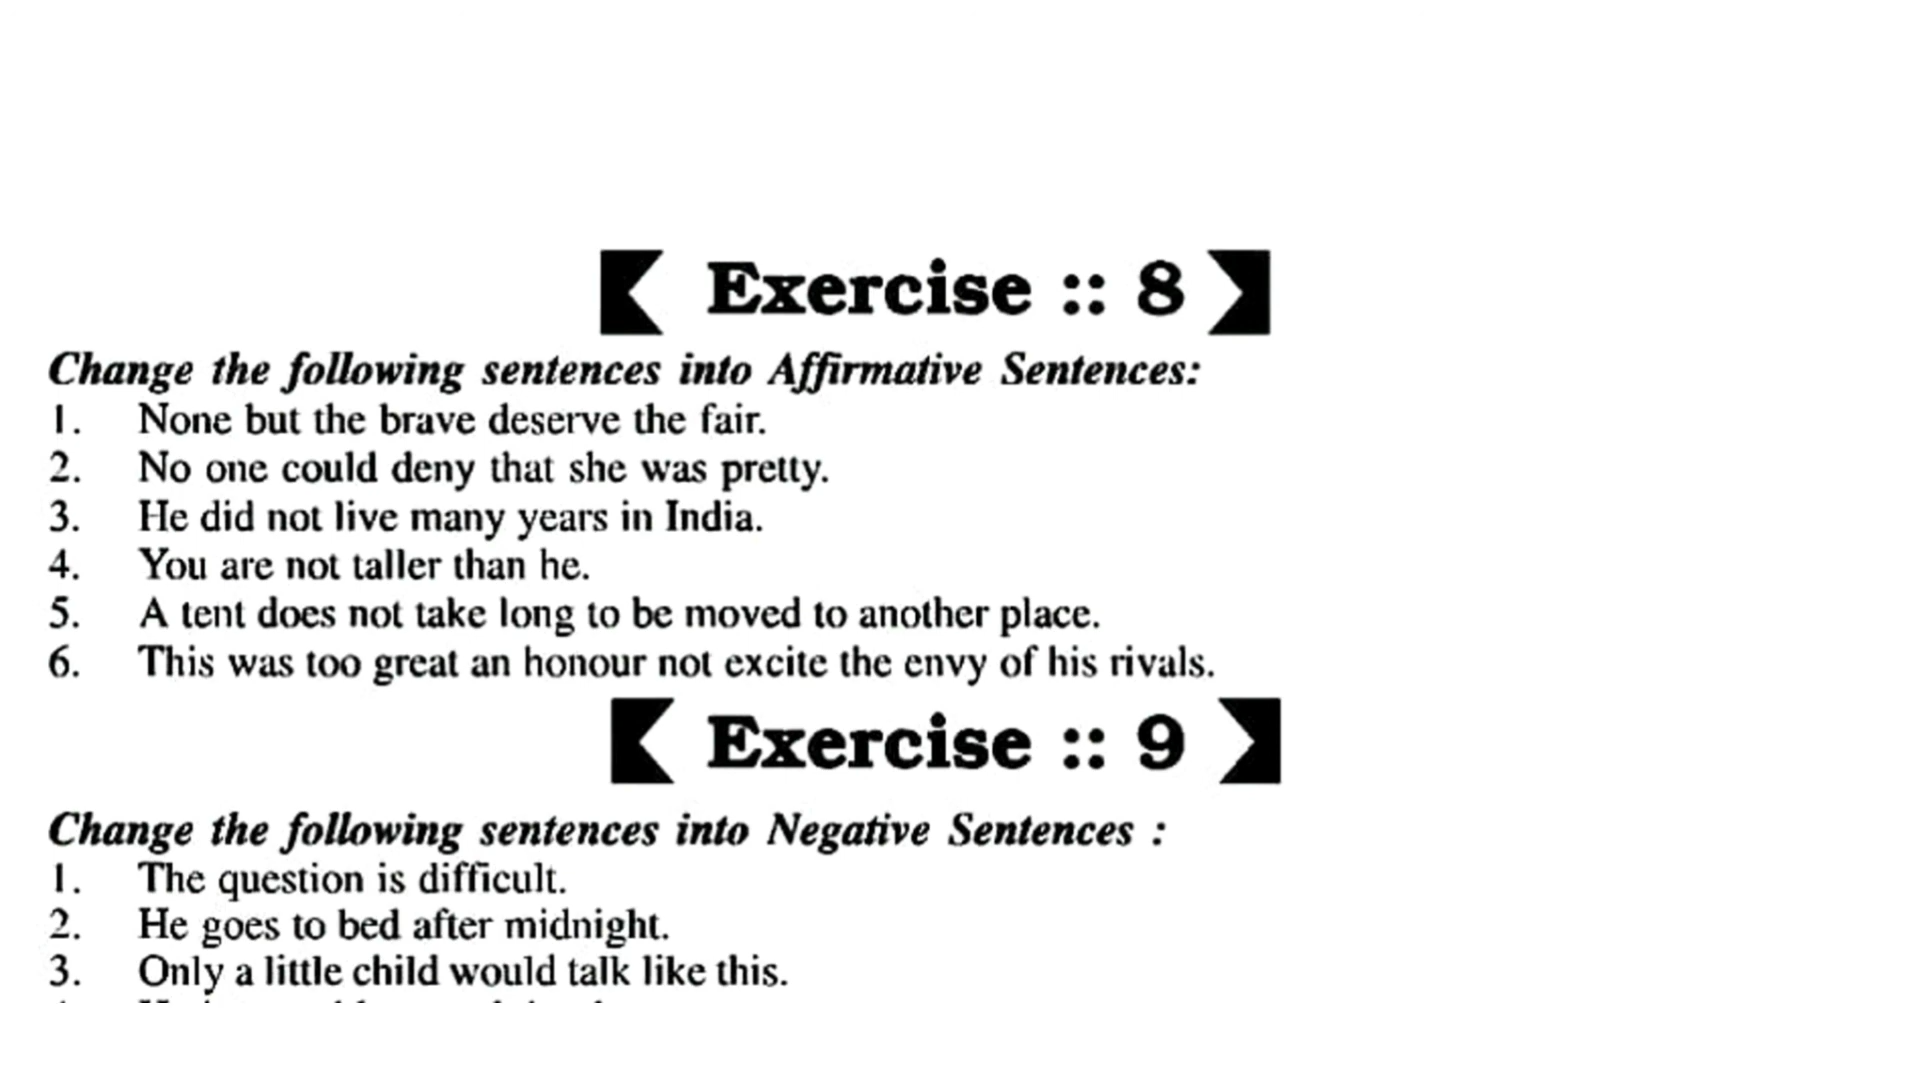 Exercise :: 8
Change the following sentences into Affirmative Sentences:
1. None but the brave deserve the fair.
2. No one could deny that she was pretty.
3. He did not live many years in India.
4. You are not taller than he.
5. A tent does not take long to be moved to another place.
6. This was too great an honour not excite the envy of his rivals.
Exercise :: 9
Change the following sentences into Negative Sentences :
1. The question is difficult.
2. He goes to bed after midnight.
3. Only a little child would talk like this.